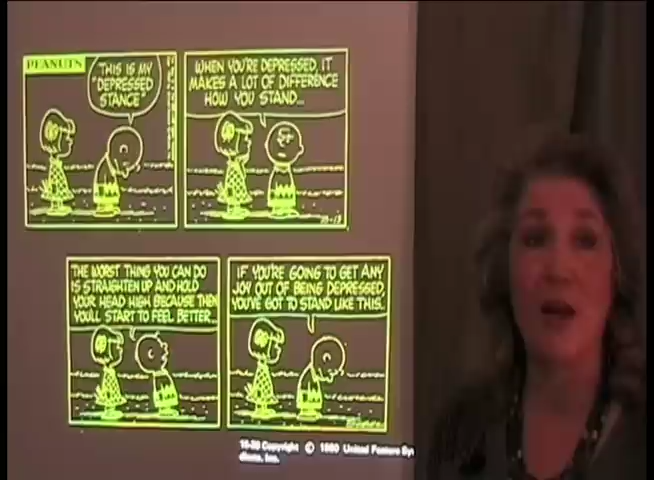 PEANUTS
THIS IS MY
"DEPRESSED
STANCE"
WHEN YOU'RE DEPRESSED, IT
MAKES A LOT OF DIFFERENCE
HOW YOU STAND...
10-13
THE WORST THING YOU CAN DO
IS STRAIGHTEN UP AND HOLD
YOUR HEAD HIGH BECAUSE THEN
YOU'LL START TO FEEL BETTER...
IF YOU'RE GOING TO GET ANY
JOY OUT OF BEING DEPRESSED,
YOU'VE GOT TO STAND LIKE THIS..
Copyright © 1960 United Feature